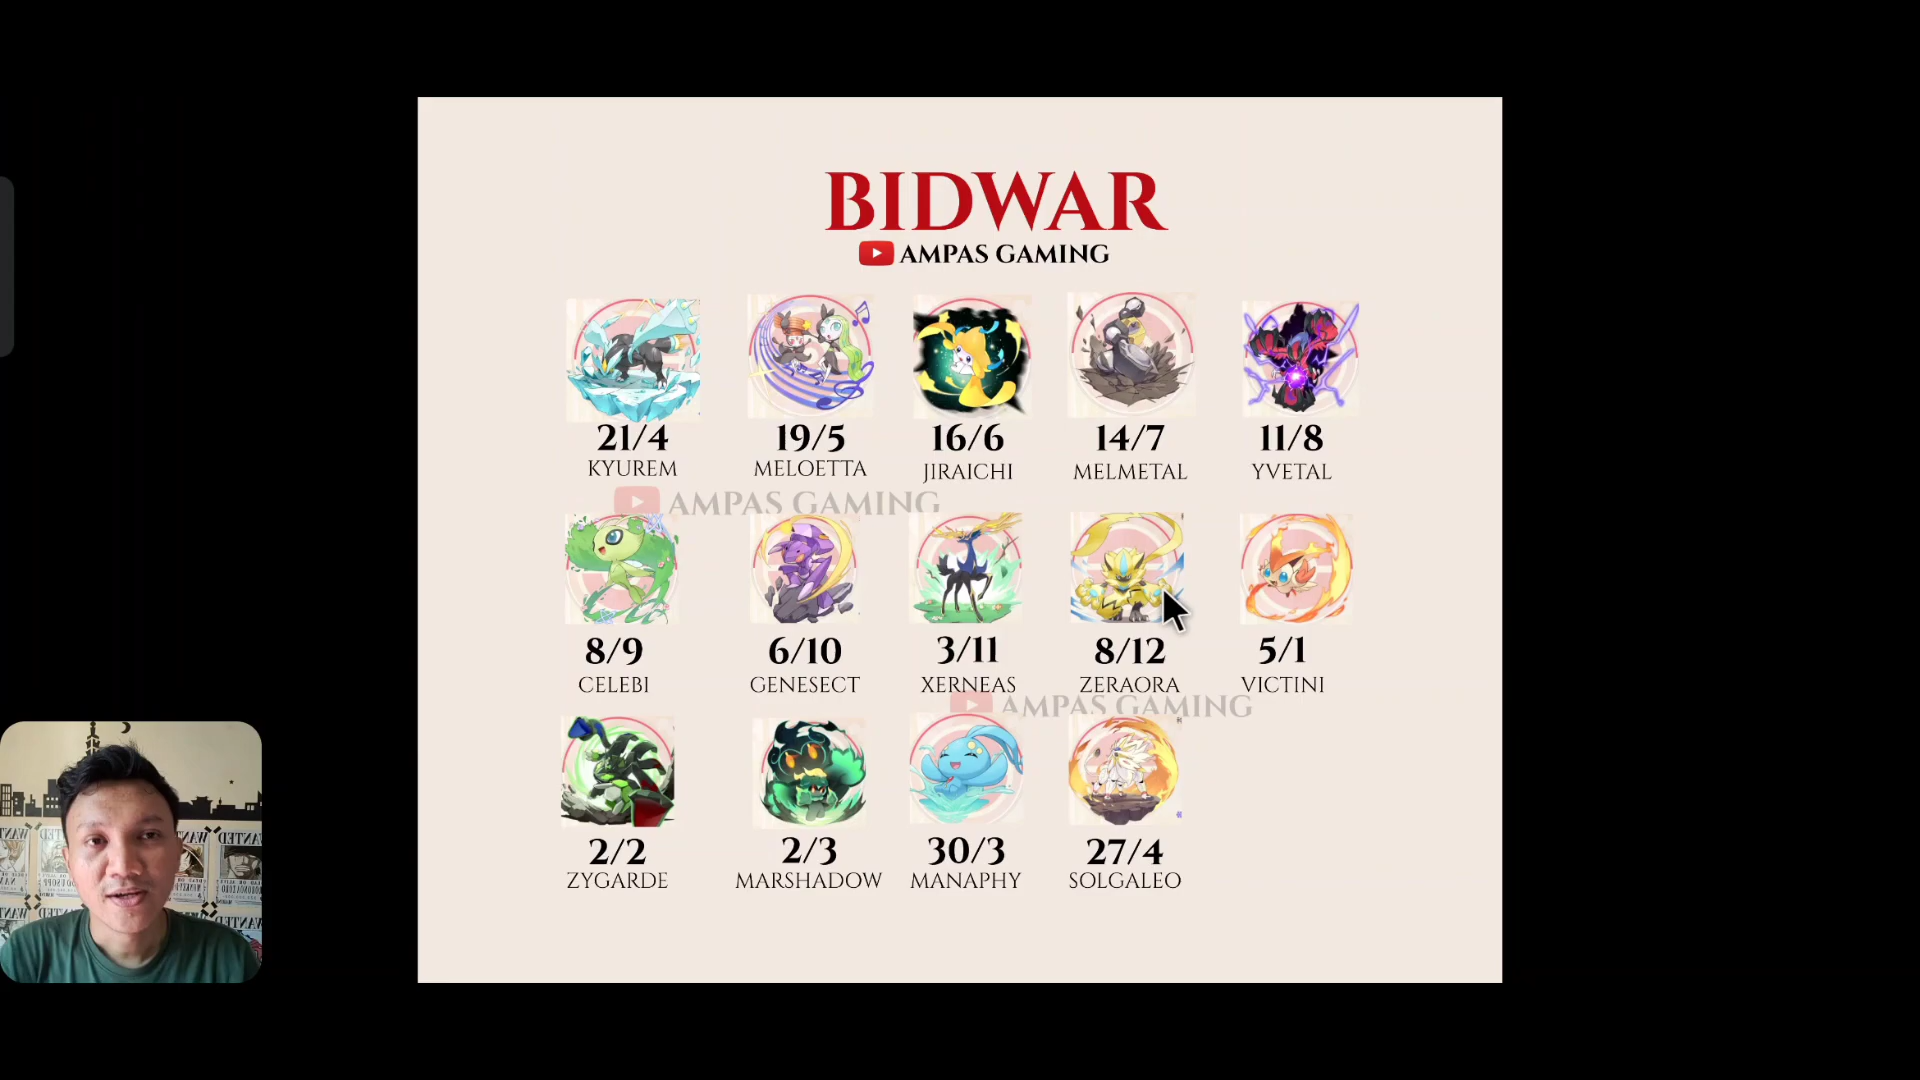 BIDWAR
AMPAS GAMING
21/4 19/5 16/6 14/7 11/8
KYUREM MELOETTA JIRAICHI MELMETAL YVETAL
AMPAS GAMING
8/9 6/10 3/11 8/12 5/1
CELEBI GENESECT XERNEAS ZERAORA VICTINI
AMPAS GAMING
2/2 2/3 30/3 27/4
ZYGARDE MARSHADOW MANAPHY SOLGALEO
WANTED